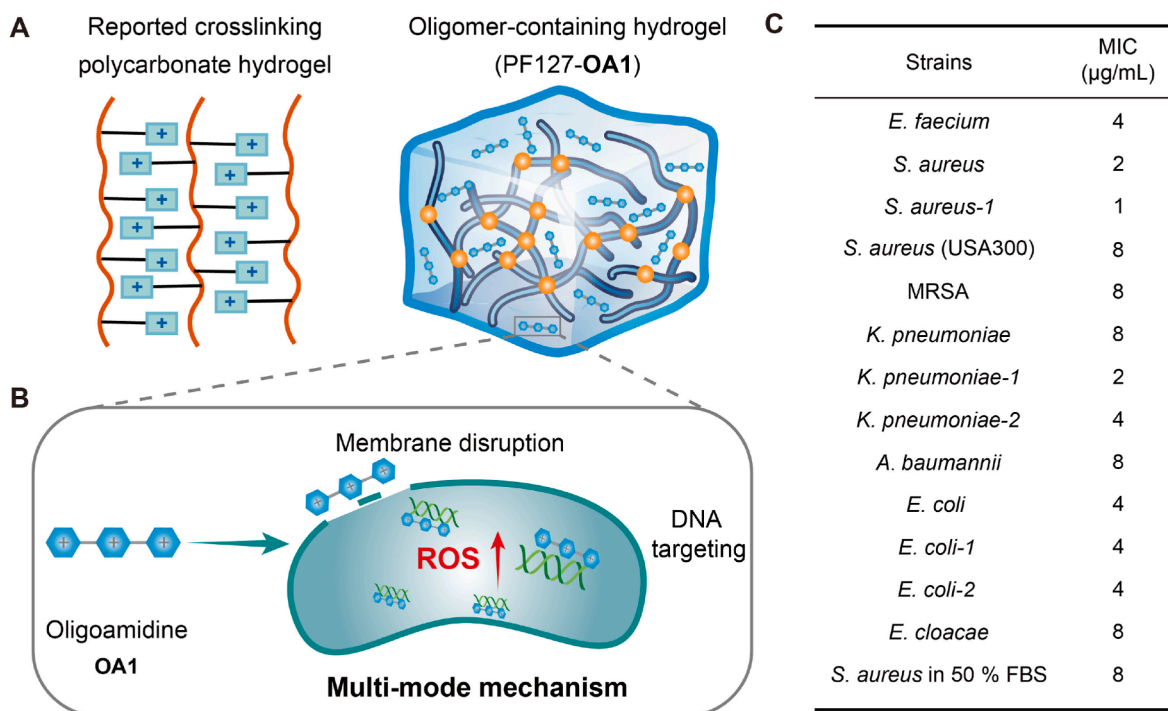 A
Reported crosslinking
polycarbonate hydrogel
+ +
+ +
+ +
+ +
+ +
+
Oligomer-containing hydrogel
(PF127-OA1)
B
Membrane disruption
+ + +
+ + +
Oligoamidine
OA1
ROS
DNA
targeting
Multi-mode mechanism
C
Strains MIC
(µg/mL)
E. faecium 4
S. aureus 2
S. aureus-1 1
S. aureus (USA300) 8
MRSA 8
K. pneumoniae 8
K. pneumoniae-1 2
K. pneumoniae-2 4
A. baumannii 8
E. coli 4
E. coli-1 4
E. coli-2 4
E. cloacae 8
S. aureus in 50 % FBS 8